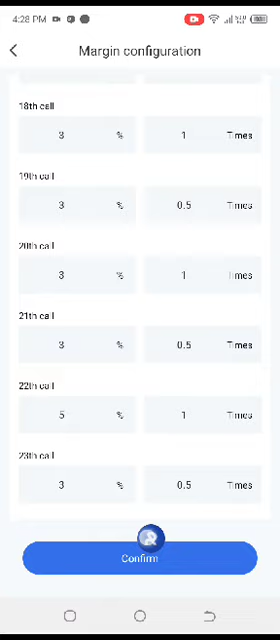 4:28 PM
Margin configuration
18th call
3 % 1 Times
19th call
3 % 0.5 Times
20th call
3 % 1 Times
21th call
3 % 0.5 Times
22th call
5 % 1 Times
23th call
3 % 0.5 Times
Confirm